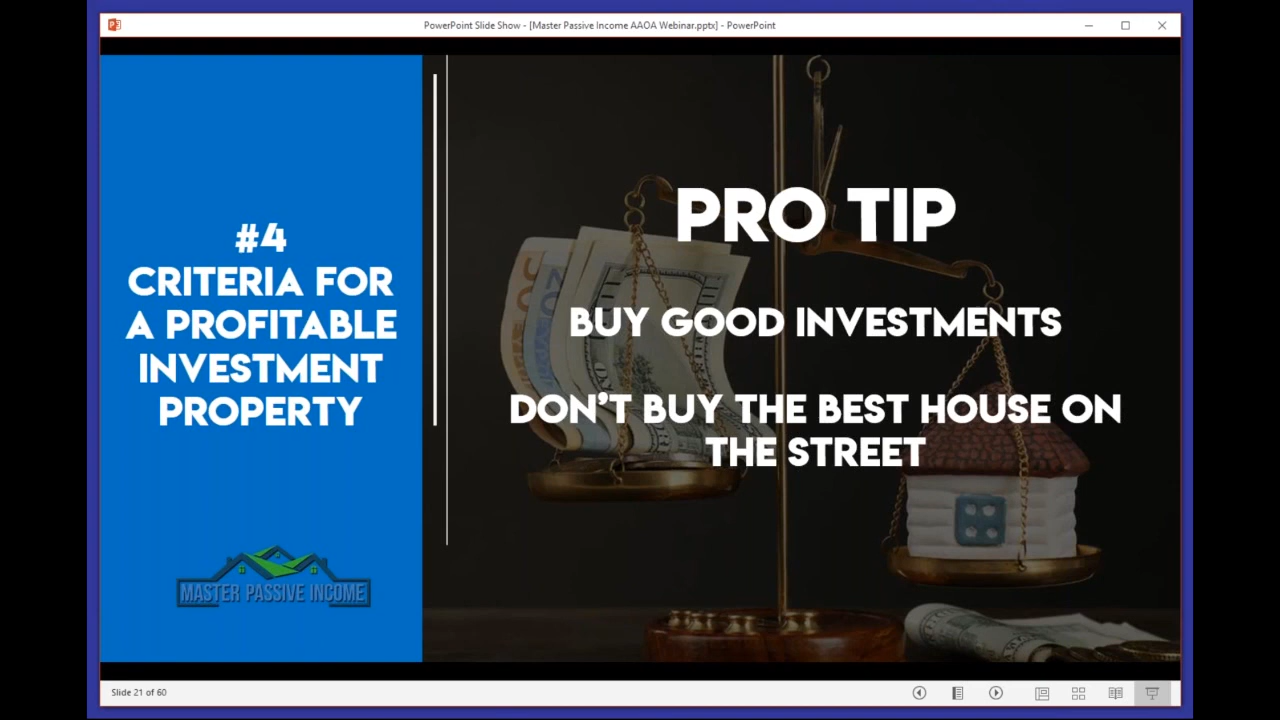 PowerPoint Slide Show - [Master Passive Income AAOA Webinar.pptx] - PowerPoint
#4
CRITERIA FOR
A PROFITABLE
INVESTMENT
PROPERTY
MASTER PASSIVE INCOME
PRO TIP
BUY GOOD INVESTMENTS
DON'T BUY THE BEST HOUSE ON
THE STREET
Slide 21 of 60